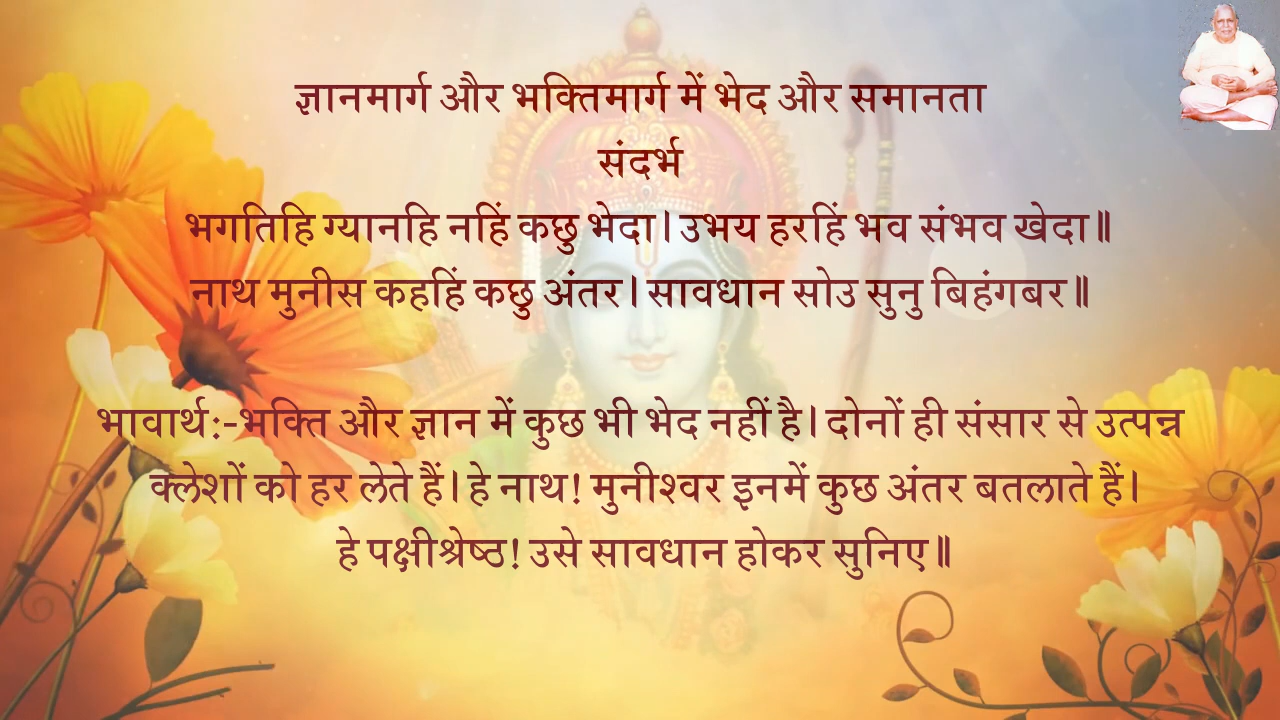 ज्ञानमार्ग और भक्तिमार्ग में भेद और समानता
संदर्भ
भगतिहि ग्यानहि नहिं कछु भेदा। उभय हरहिं भव संभव खेदा॥
नाथ मुनीस कहहिं कछु अंतर। सावधान सोउ सुनु बिहंगबर॥
भावार्थ:-भक्ति और ज्ञान में कुछ भी भेद नहीं है। दोनों ही संसार से उत्पन्न
क्लेशों को हर लेते हैं। हे नाथ! मुनीश्वर इनमें कुछ अंतर बतलाते हैं।
हे पक्षीश्रेष्ठ! उसे सावधान होकर सुनिए॥